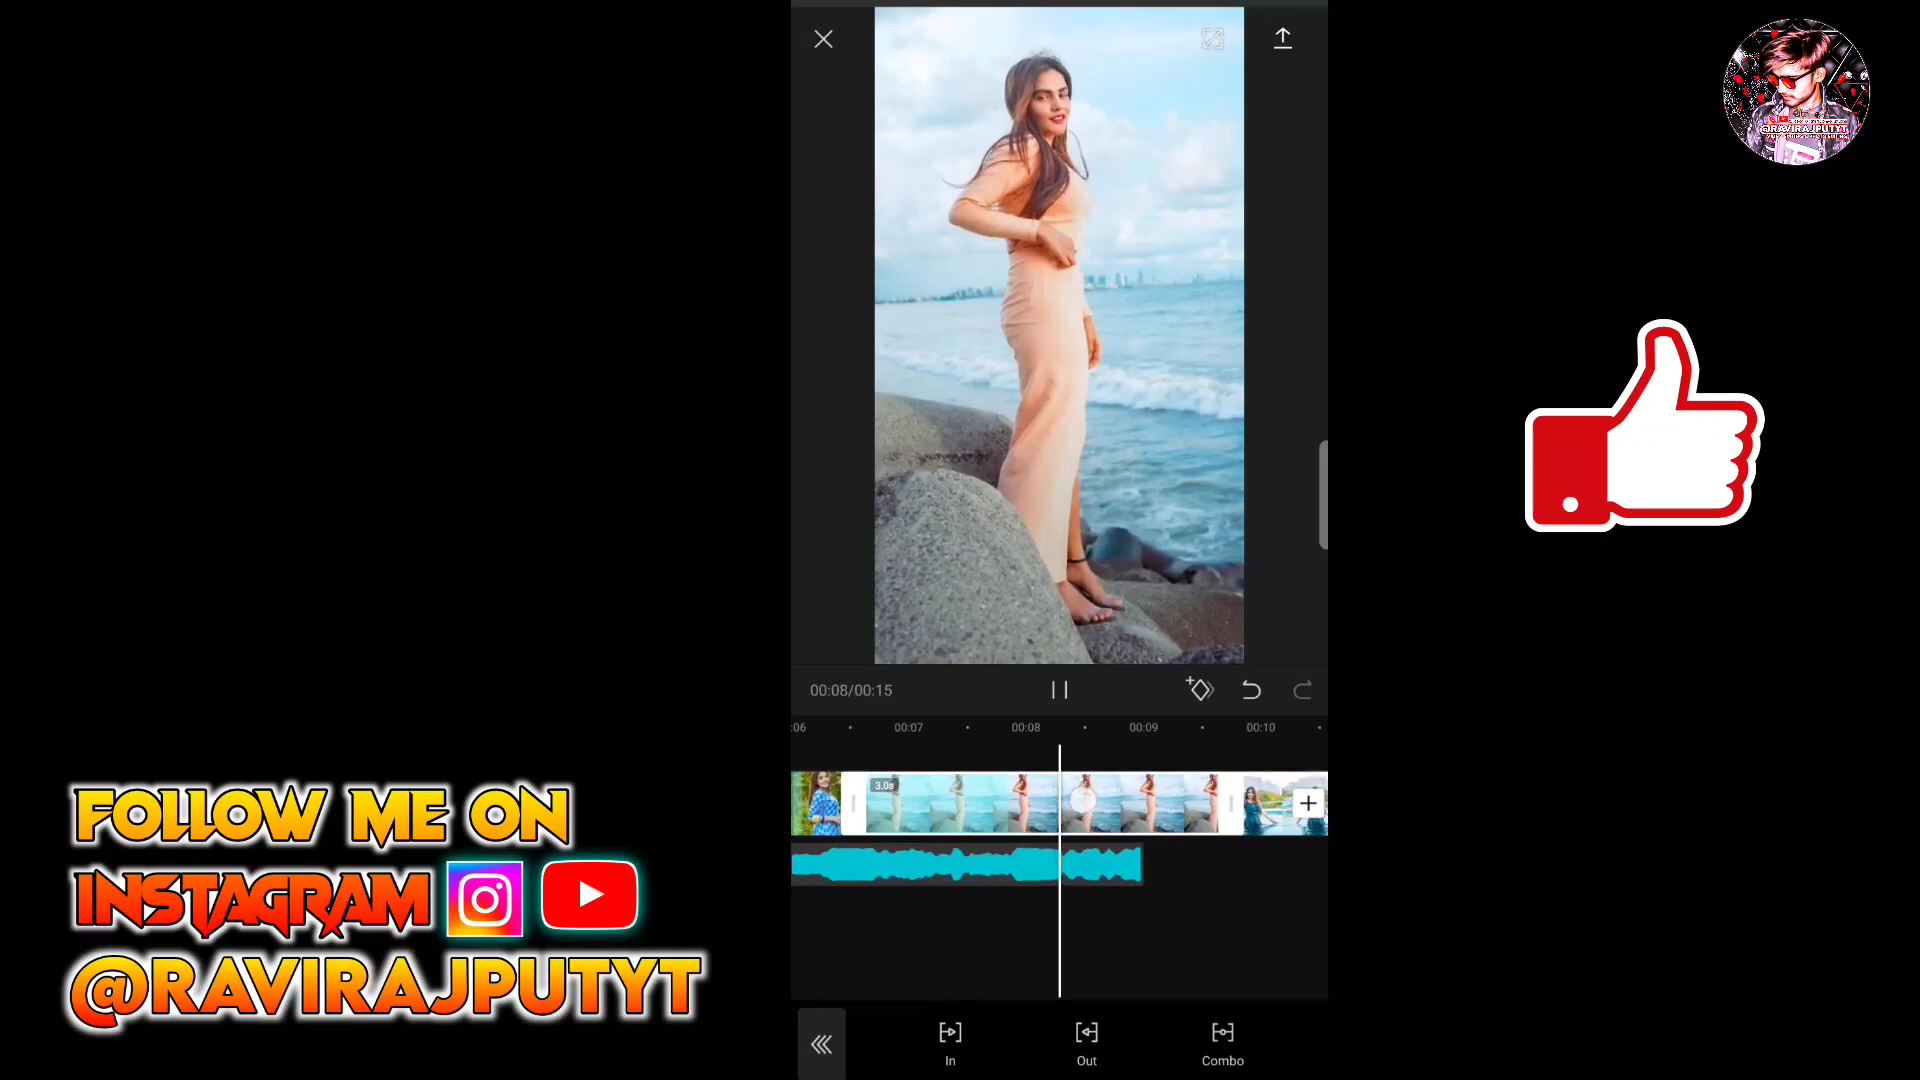 @RAVIRAJPUTYT
00:08/00:15
:06
00:07
00:08
00:09
00:10
3.0s
FOLLOW ME ON
INSTAGRAM
@RAVIRAJPUTYT
In
Out
Combo